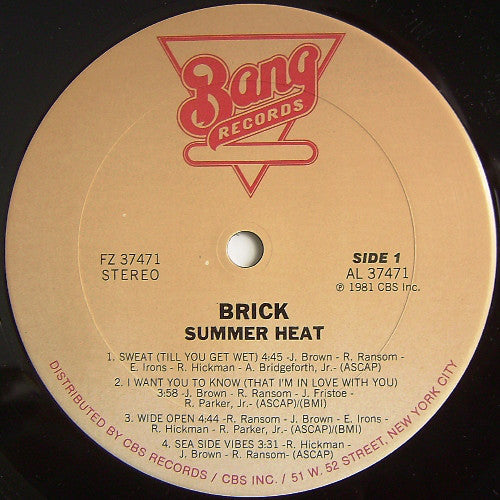 Bang
RECORDS
FZ 37471
STEREO
SIDE 1
AL 37471
℗ 1981 CBS Inc.
BRICK
SUMMER HEAT
1. SWEAT (TILL YOU GET WET) 4:45 -J. Brown - R. Ransom -
E. Irons - R. Hickman - A. Bridgeforth, Jr.- (ASCAP)
2. I WANT YOU TO KNOW (THAT I'M IN LOVE WITH YOU)
3:58 -J. Brown - R. Ransom - J. Fristoe -
R. Parker, Jr.- (ASCAP)/(BMI)
3. WIDE OPEN 4:44 -R. Ransom - J. Brown - E. Irons -
R. Hickman - R. Parker, Jr.- (ASCAP)/(BMI)
4. SEA SIDE VIBES 3:31 -R. Hickman -
J. Brown - R. Ransom- (ASCAP)
DISTRIBUTED BY CBS RECORDS / CBS INC. / 51 W. 52 STREET, NEW YORK CITY